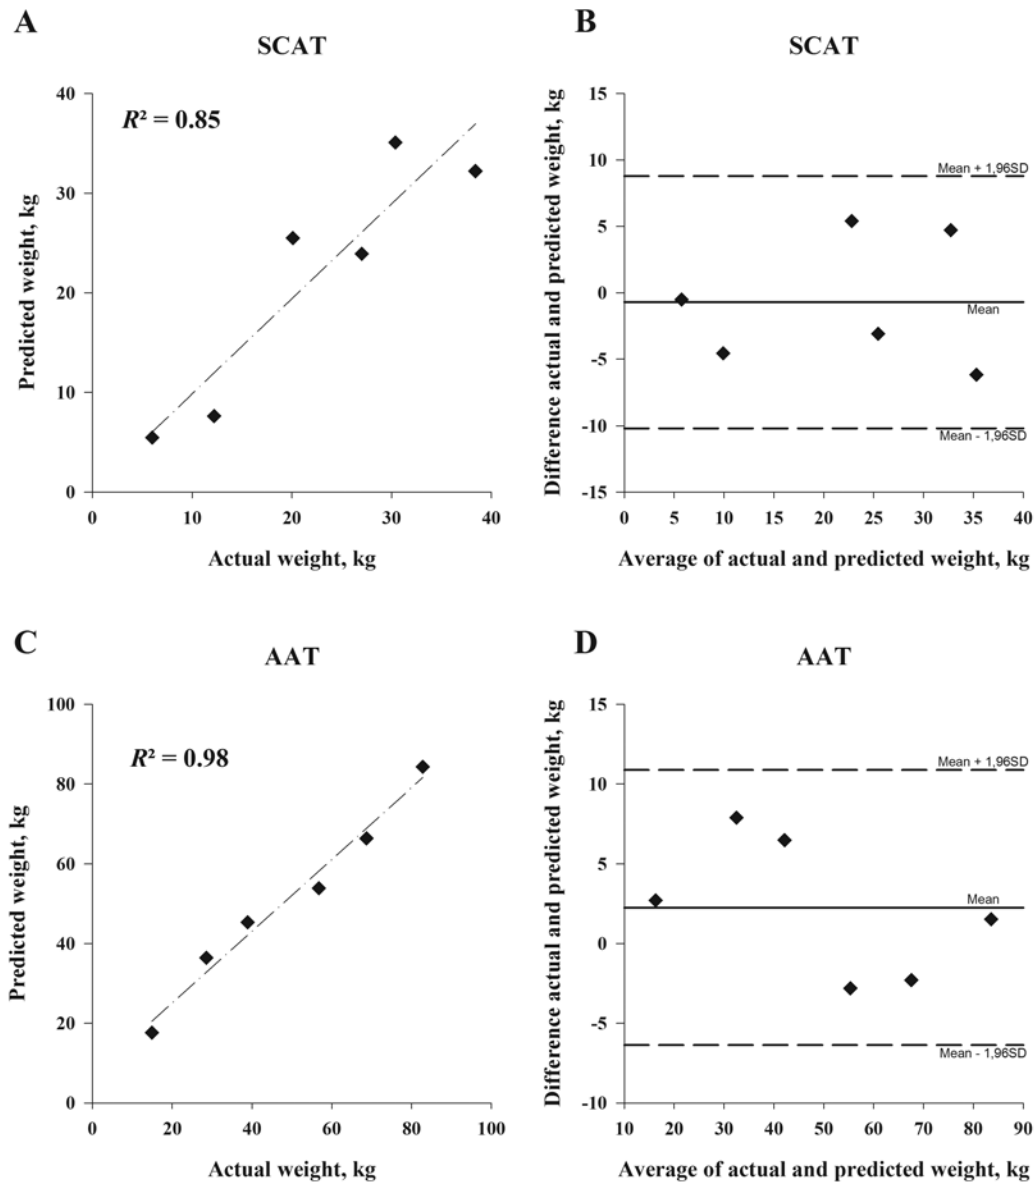 A
SCAT
R² = 0.85
Predicted weight, kg
40
30
20
10
0
0 10 20 30 40
Actual weight, kg
B
SCAT
Difference actual and predicted weight, kg
15
10
5
0
-5
-10
-15
Mean + 1,96SD
Mean
Mean - 1,96SD
0 5 10 15 20 25 30 35 40
Average of actual and predicted weight, kg
C
AAT
R² = 0.98
Predicted weight, kg
100
80
60
40
20
0
0 20 40 60 80 100
Actual weight, kg
D
AAT
Difference actual and predicted weight, kg
15
10
5
0
-5
-10
Mean + 1,96SD
Mean
Mean - 1,96SD
10 20 30 40 50 60 70 80 90
Average of actual and predicted weight, kg